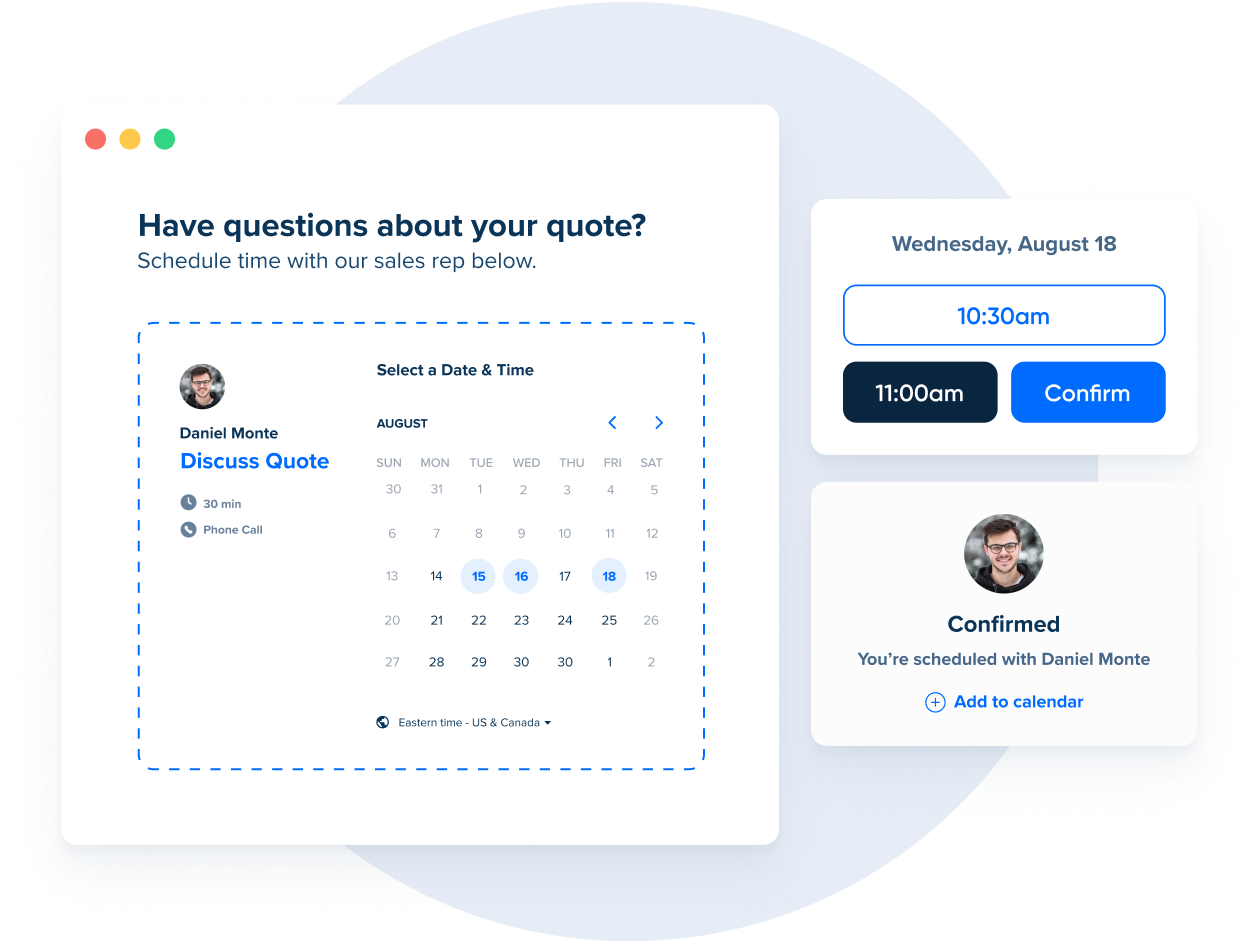 Have questions about your quote?
Schedule time with our sales rep below.
Daniel Monte
Discuss Quote
30 min
Phone Call
Select a Date & Time
AUGUST
SUN MON TUE WED THU FRI SAT
30 31 1 2 3 4 5
6 7 8 9 10 11 12
13 14 15 16 17 18 19
20 21 22 23 24 25 26
27 28 29 30 30 1 2
Eastern time - US & Canada
Wednesday, August 18
10:30am
11:00am Confirm
Confirmed
You’re scheduled with Daniel Monte
Add to calendar